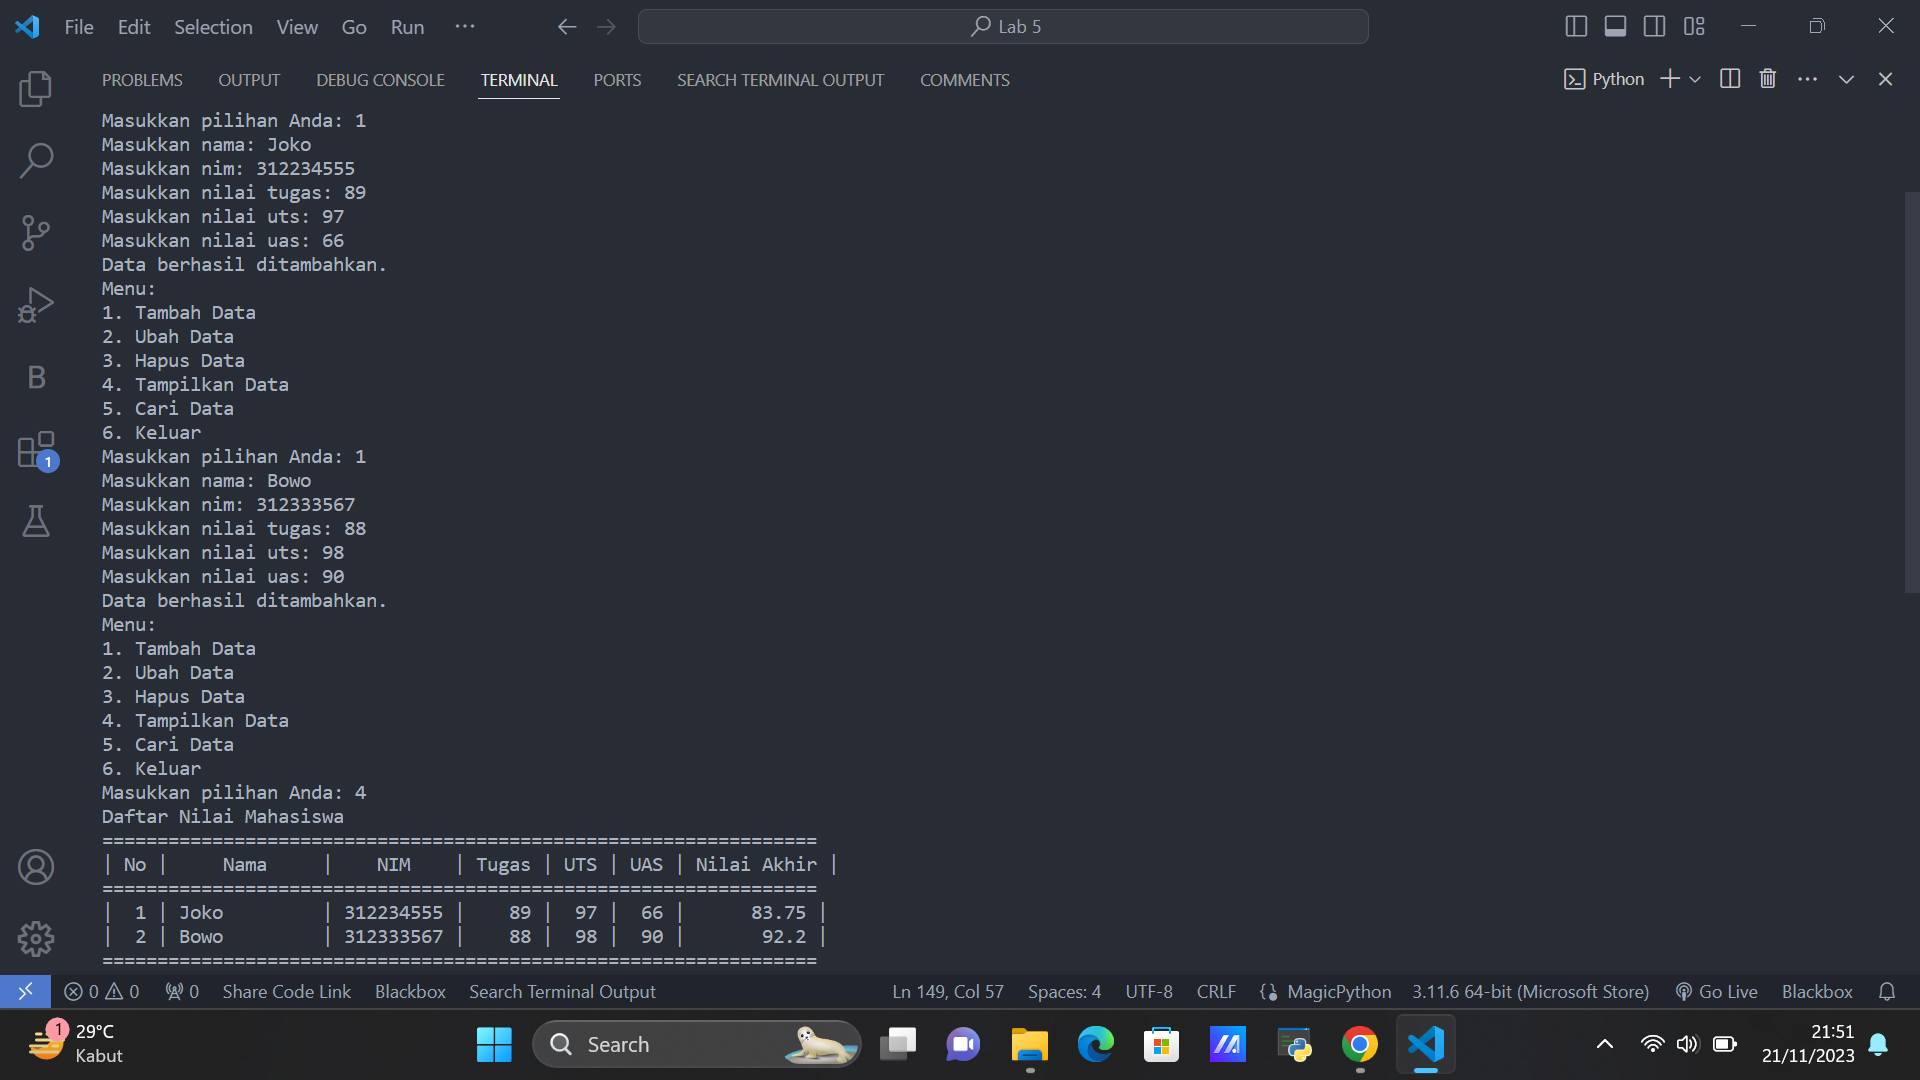 File Edit Selection View Go Run ... Lab 5
PROBLEMS OUTPUT DEBUG CONSOLE TERMINAL PORTS SEARCH TERMINAL OUTPUT COMMENTS Python
Masukkan pilihan Anda: 1
Masukkan nama: Joko
Masukkan nim: 312234555
Masukkan nilai tugas: 89
Masukkan nilai uts: 97
Masukkan nilai uas: 66
Data berhasil ditambahkan.
Menu:
1. Tambah Data
2. Ubah Data
3. Hapus Data
4. Tampilkan Data
5. Cari Data
6. Keluar
Masukkan pilihan Anda: 1
Masukkan nama: Bowo
Masukkan nim: 312333567
Masukkan nilai tugas: 88
Masukkan nilai uts: 98
Masukkan nilai uas: 90
Data berhasil ditambahkan.
Menu:
1. Tambah Data
2. Ubah Data
3. Hapus Data
4. Tampilkan Data
5. Cari Data
6. Keluar
Masukkan pilihan Anda: 4
Daftar Nilai Mahasiswa
=================================================================
| No |     Nama     |    NIM    | Tugas | UTS | UAS | Nilai Akhir |
=================================================================
|  1 | Joko         | 312234555 |    89 |  97 |  66 |      83.75 |
|  2 | Bowo         | 312333567 |    88 |  98 |  90 |       92.2 |
=================================================================
B
1
0 0 0 Share Code Link Blackbox Search Terminal Output Ln 149, Col 57 Spaces: 4 UTF-8 CRLF MagicPython 3.11.6 64-bit (Microsoft Store) Go Live Blackbox
1 29°C Search 21:51
Kabut 21/11/2023